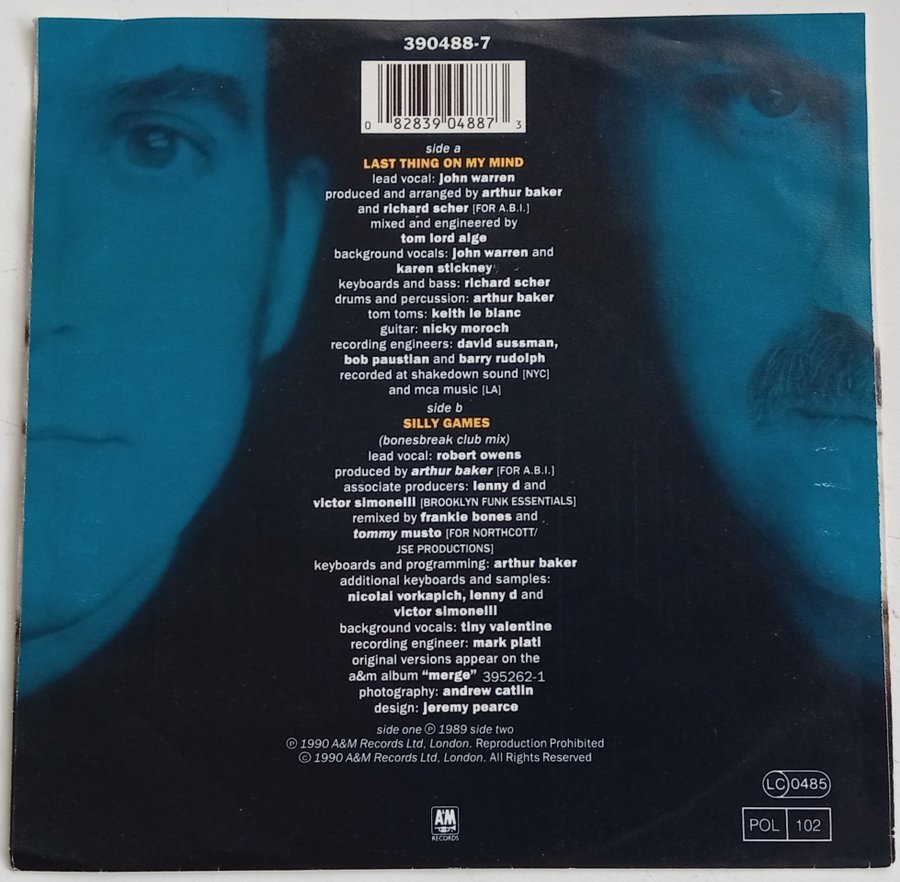 390488-7
0 82839 04887 3
side a
LAST THING ON MY MIND
lead vocal: john warren
produced and arranged by arthur baker
and richard scher [FOR A.B.I.]
mixed and engineered by
tom lord alge
background vocals: john warren and
karen stickney
keyboards and bass: richard scher
drums and percussion: arthur baker
tom toms: keith le blanc
guitar: nicky moroch
recording engineers: david sussman,
bob paustian and barry rudolph
recorded at shakedown sound [NYC]
and mca music [LA]
side b
SILLY GAMES
(bonesbreak club mix)
lead vocal: robert owens
produced by arthur baker [FOR A.B.I.]
associate producers: lenny d and
victor simonelli [BROOKLYN FUNK ESSENTIALS]
remixed by frankie bones and
tommy musto [FOR NORTHCOTT/
JSE PRODUCTIONS]
keyboards and programming: arthur baker
additional keyboards and samples:
nicolai vorkapich, lenny d and
victor simonelli
background vocals: tiny valentine
recording engineer: mark plati
original versions appear on the
a&m album "merge" 395262-1
photography: andrew catlin
design: jeremy pearce
side one ℗ 1989 side two
℗ 1990 A&M Records Ltd, London. Reproduction Prohibited
© 1990 A&M Records Ltd, London. All Rights Reserved
LC 0485
A&M
RECORDS
POL 102